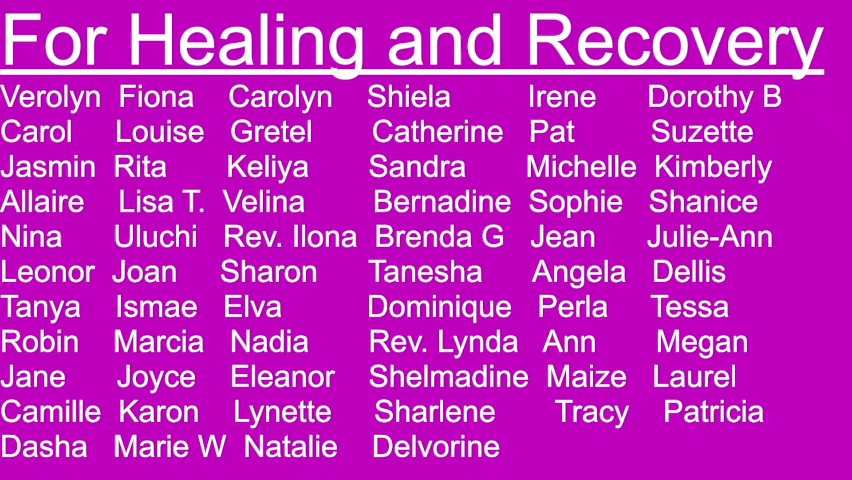 For Healing and Recovery
Verolyn Fiona Carolyn Shiela Irene Dorothy B
Carol Louise Gretel Catherine Pat Suzette
Jasmin Rita Keliya Sandra Michelle Kimberly
Allaire Lisa T. Velina Bernadine Sophie Shanice
Nina Uluchi Rev. Ilona Brenda G Jean Julie-Ann
Leonor Joan Sharon Tanesha Angela Dellis
Tanya Ismae Elva Dominique Perla Tessa
Robin Marcia Nadia Rev. Lynda Ann Megan
Jane Joyce Eleanor Shelmadine Maize Laurel
Camille Karon Lynette Sharlene Tracy Patricia
Dasha Marie W Natalie Delvorine